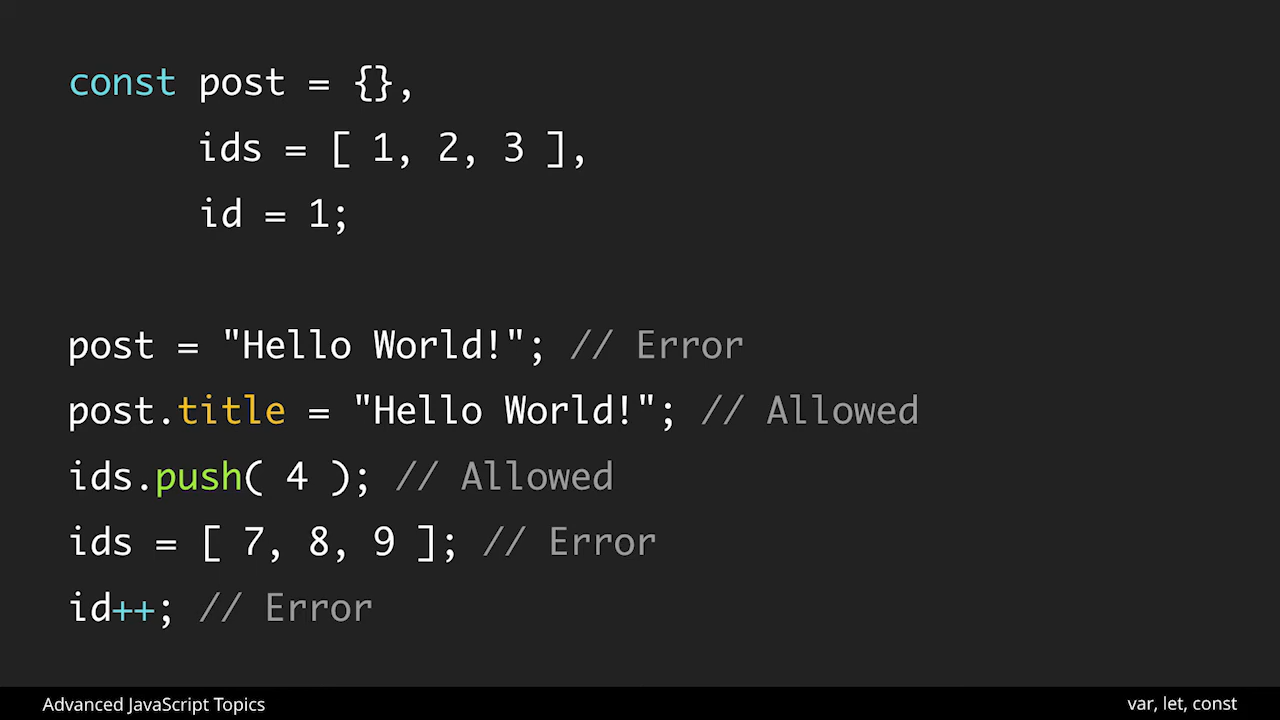 const post = {},
ids = [ 1, 2, 3 ],
id = 1;
post = "Hello World!"; // Error
post.title = "Hello World!"; // Allowed
ids.push( 4 ); // Allowed
ids = [ 7, 8, 9 ]; // Error
id++; // Error
Advanced JavaScript Topics
var, let, const